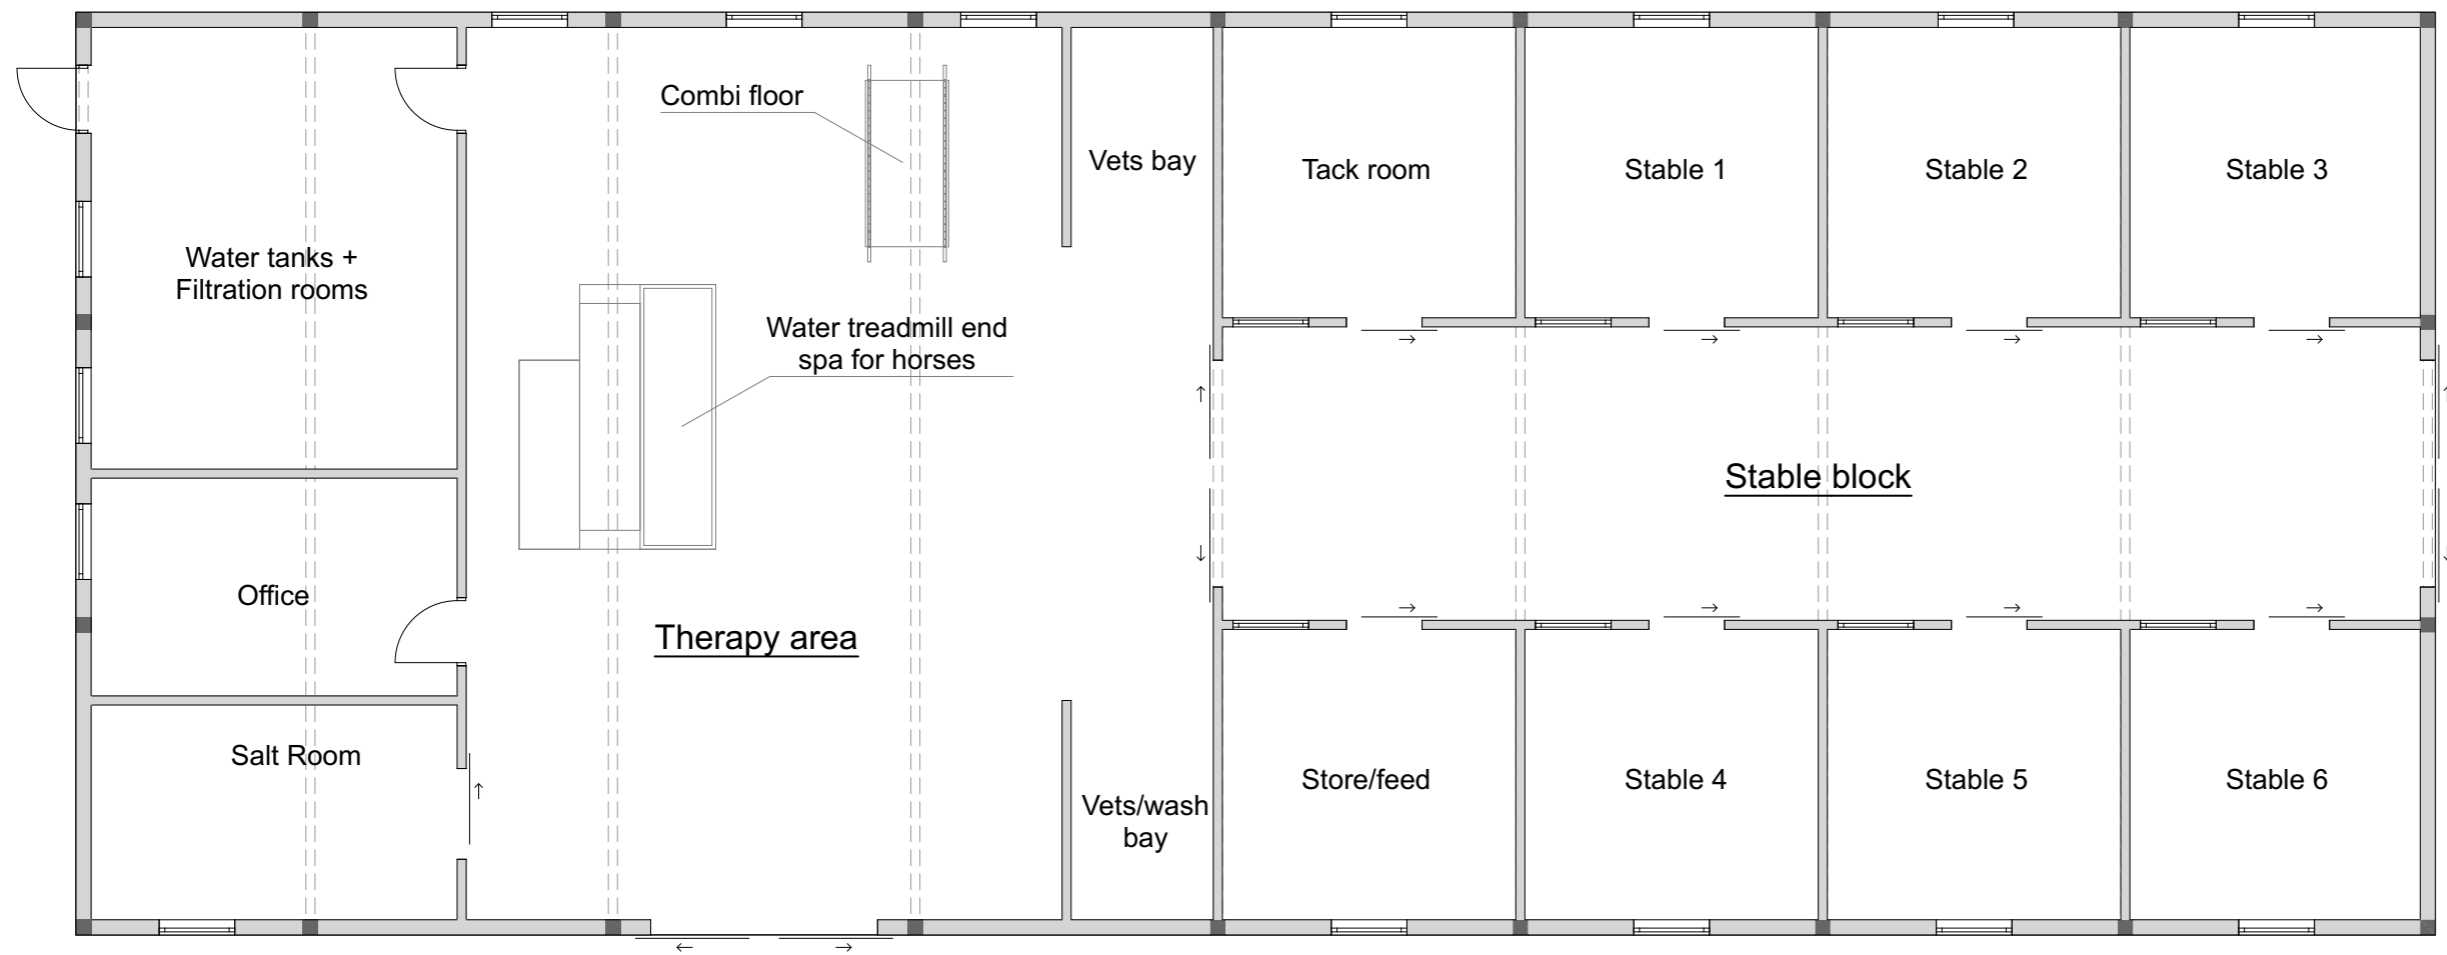 Combi floor
Vets bay
Tack room
Stable 1
Stable 2
Stable 3
Water tanks +
Filtration rooms
Water treadmill end
spa for horses
Stable block
Office
Therapy area
Salt Room
Vets/wash
bay
Store/feed
Stable 4
Stable 5
Stable 6